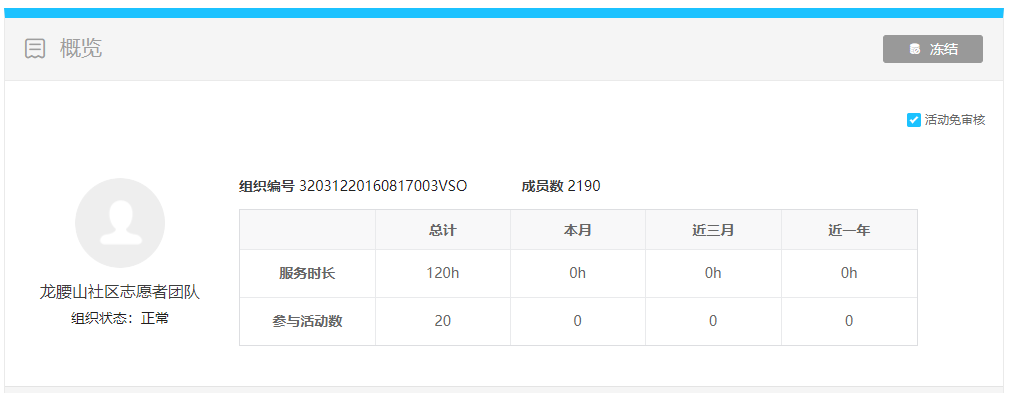 概览
冻结
活动免审核
组织编号 32031220160817003VSO 成员数 2190
总计 本月 近三月 近一年
服务时长 120h 0h 0h 0h
龙腰山社区志愿者团队
组织状态：正常
参与活动数 20 0 0 0